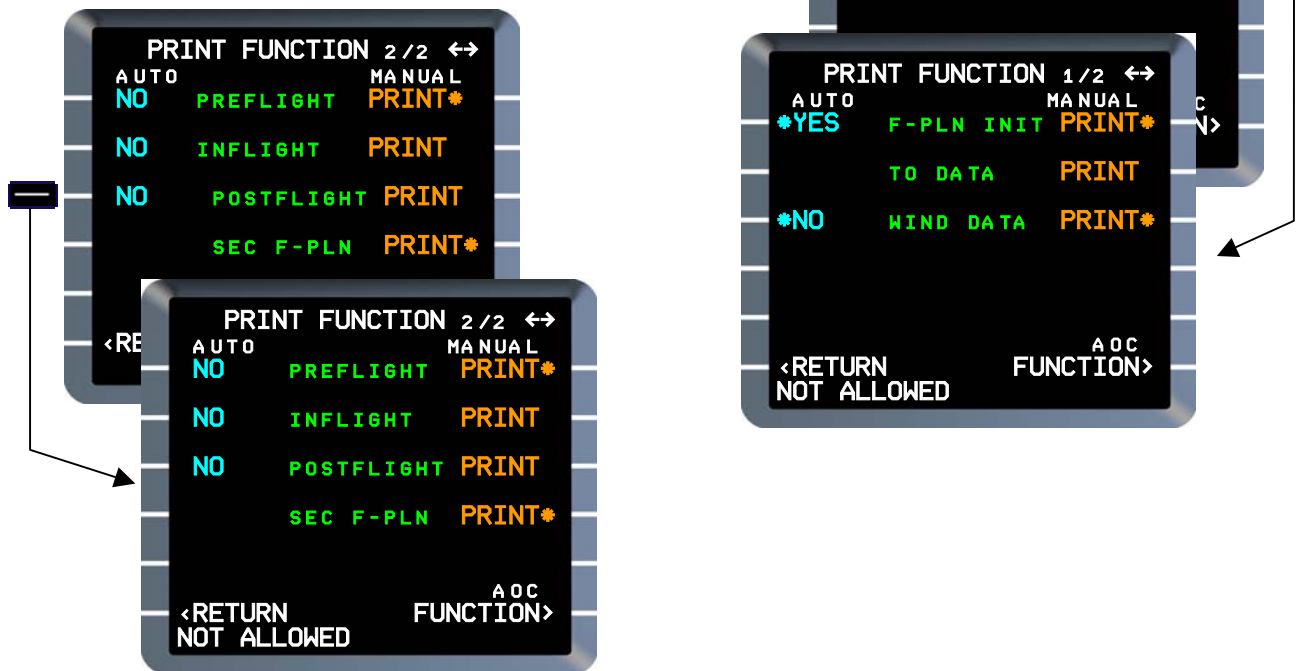 PRINT FUNCTION 2/2 ←→
AUTO MANUAL
NO PREFLIGHT PRINT*
NO INFLIGHT PRINT
NO POSTFLIGHT PRINT
SEC F-PLN PRINT*
<RE
PRINT FUNCTION 2/2 ←→
AUTO MANUAL
NO PREFLIGHT PRINT*
NO INFLIGHT PRINT
NO POSTFLIGHT PRINT
SEC F-PLN PRINT*
AOC
<RETURN FUNCTION>
NOT ALLOWED
C
N>
PRINT FUNCTION 1/2 ←→
AUTO MANUAL
*YES F-PLN INIT PRINT*
TO DATA PRINT
*NO WIND DATA PRINT*
AOC
<RETURN FUNCTION>
NOT ALLOWED